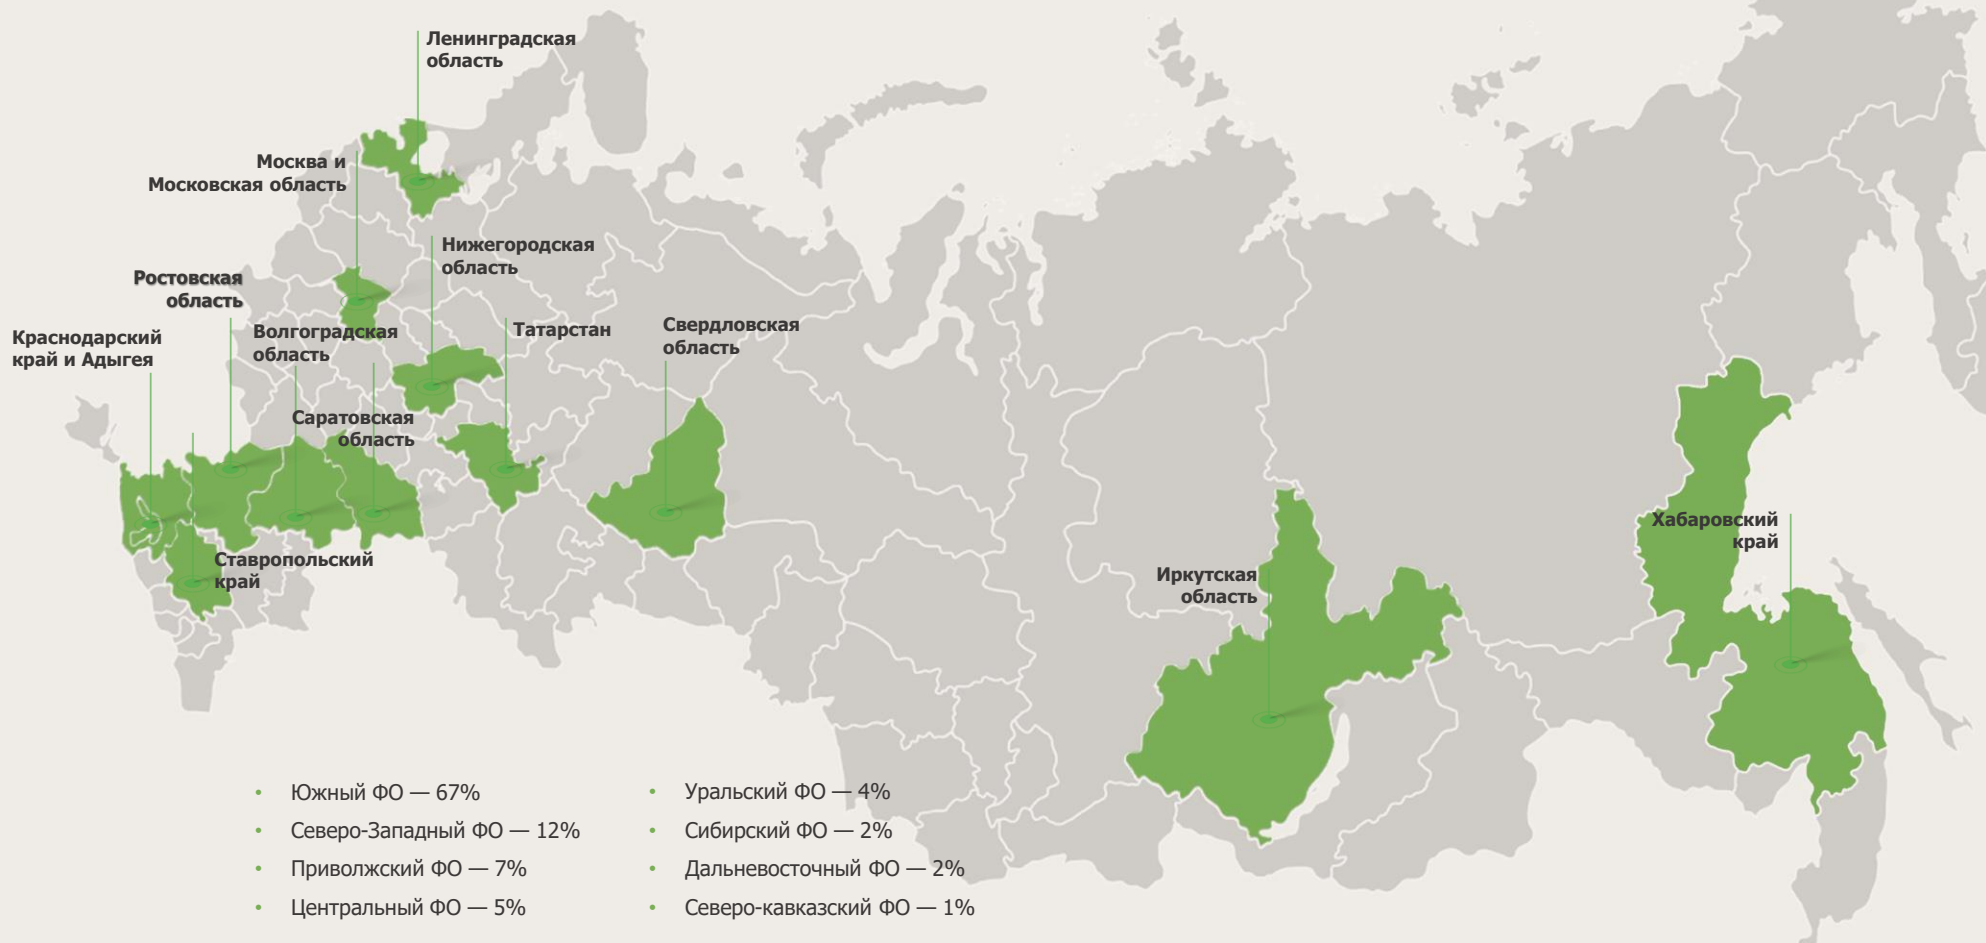 Ленинградская
область
Москва и
Московская область
Нижегородская
область
Ростовская
область
Краснодарский
край и Адыгея
Волгоградская
область
Татарстан
Свердловская
область
Саратовская
область
Ставропольский
край
Хабаровский
край
Иркутская
область
• Южный ФО — 67%
• Северо-Западный ФО — 12%
• Приволжский ФО — 7%
• Центральный ФО — 5%
• Уральский ФО — 4%
• Сибирский ФО — 2%
• Дальневосточный ФО — 2%
• Северо-кавказский ФО — 1%